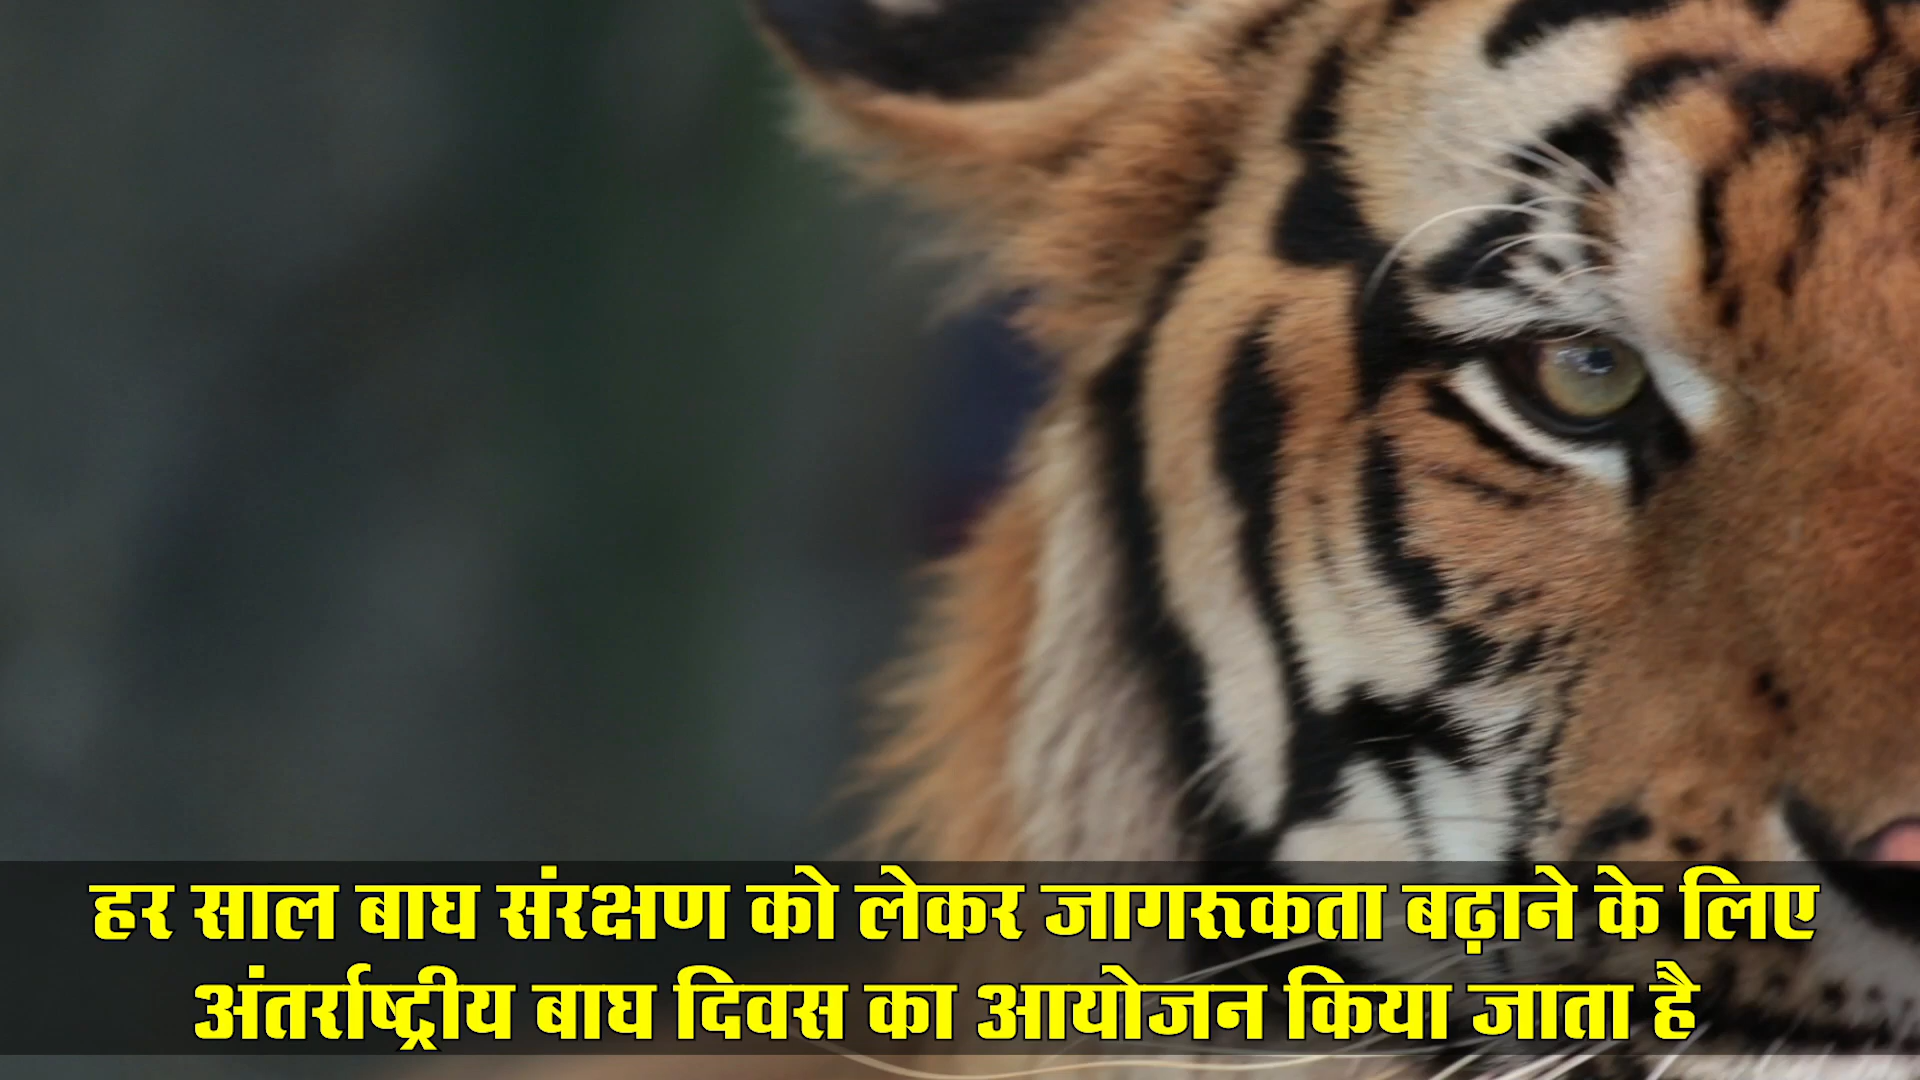 हर साल बाघ संरक्षण को लेकर जागरूकता बढ़ाने के लिए
अंतर्राष्ट्रीय बाघ दिवस का आयोजन किया जाता है